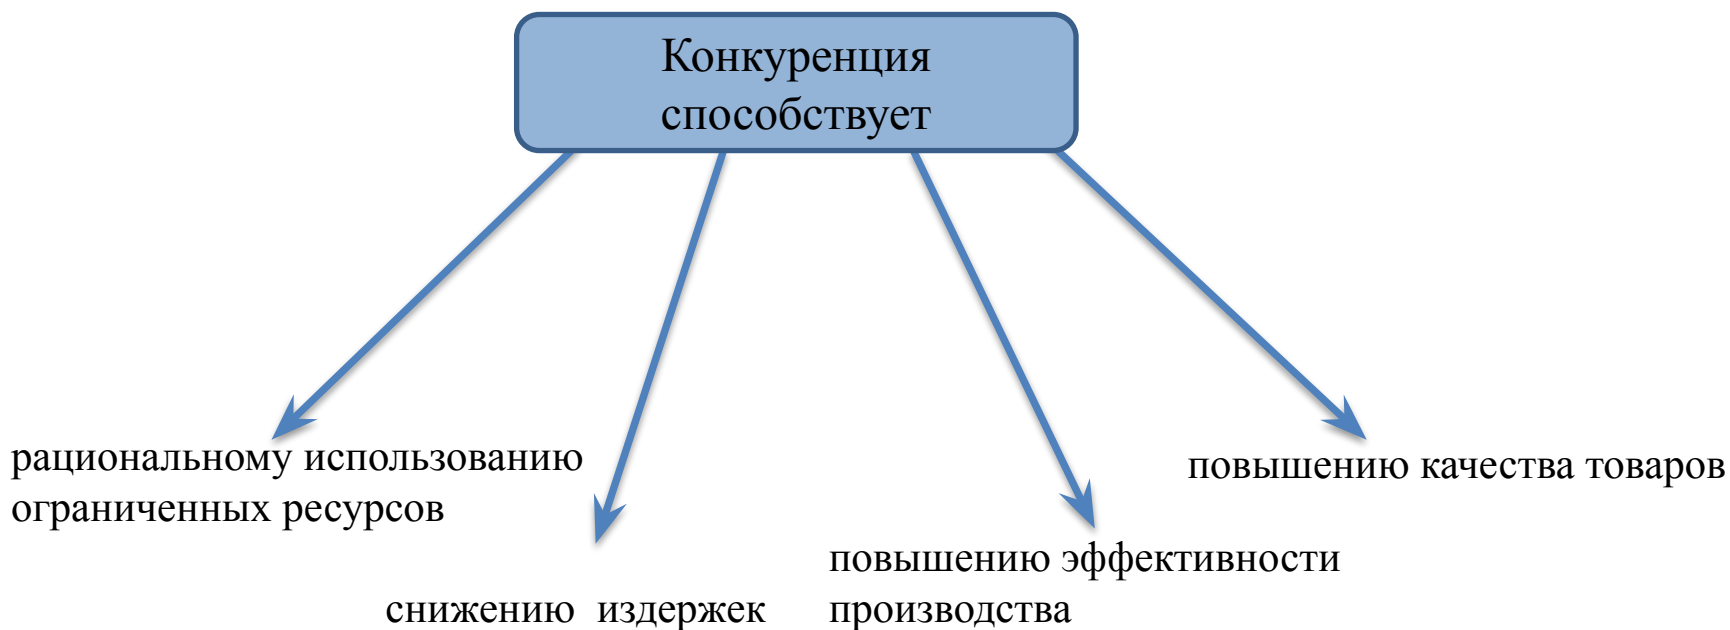 Конкуренция
способствует
рациональному использованию
ограниченных ресурсов
снижению издержек
повышению эффективности
производства
повышению качества товаров